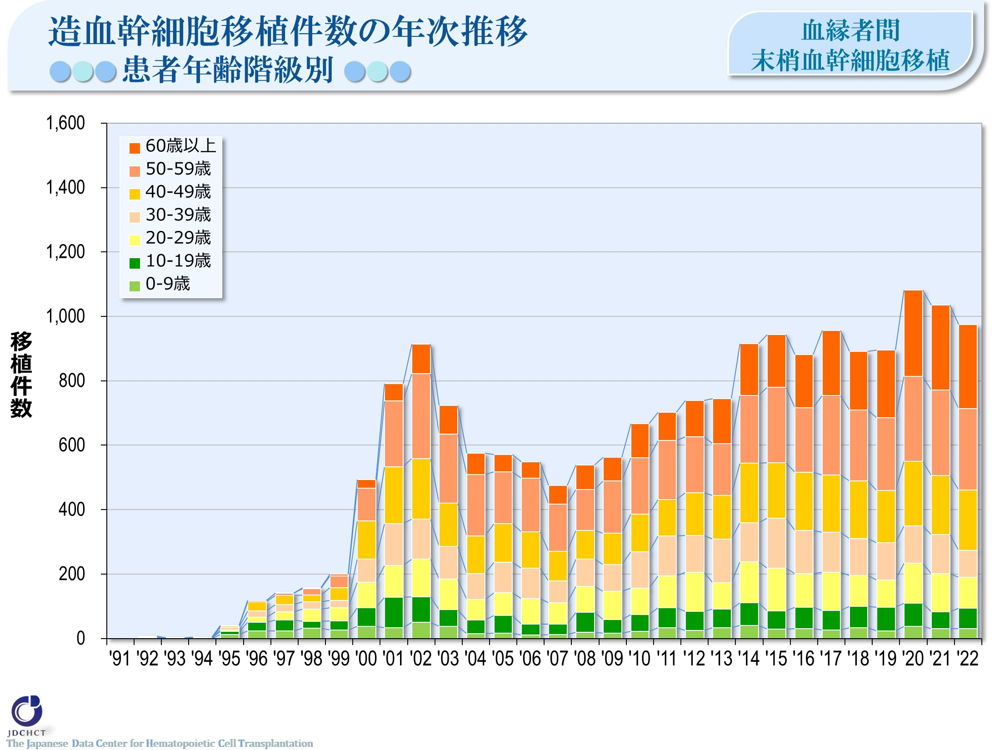 造血幹細胞移植件数の年次推移
患者年齢階級別
血縁者間
末梢血幹細胞移植
1,600
1,400
1,200
1,000
800
600
400
200
0
移植件数
60歳以上
50-59歳
40-49歳
30-39歳
20-29歳
10-19歳
0-9歳
'91 '92 '93 '94 '95 '96 '97 '98 '99 '00 '01 '02 '03 '04 '05 '06 '07 '08 '09 '10 '11 '12 '13 '14 '15 '16 '17 '18 '19 '20 '21 '22
JDCHCT
The Japanese Data Center for Hematopoietic Cell Transplantation